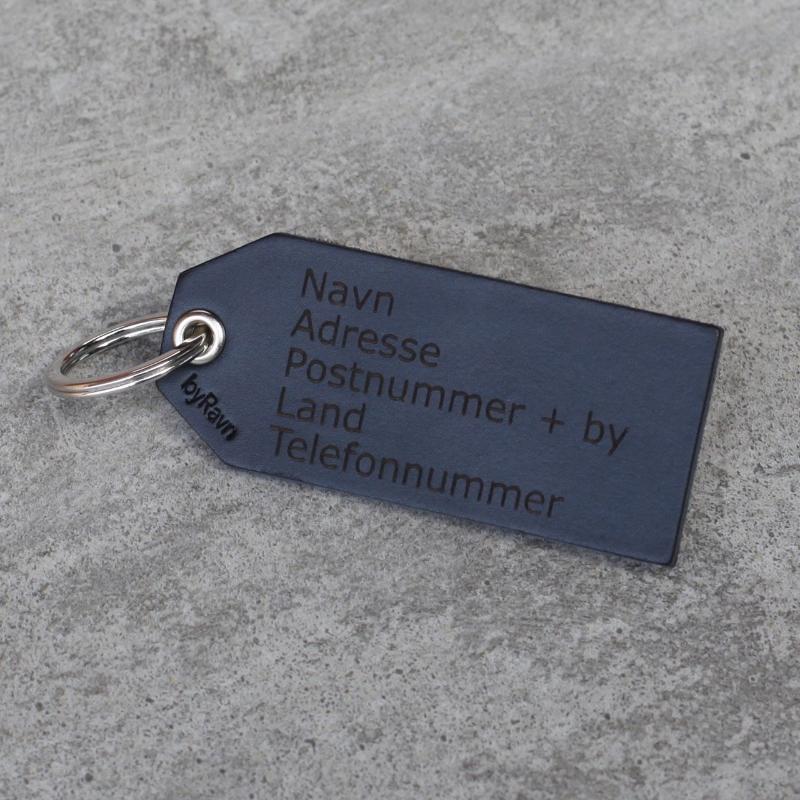 Navn
Adresse
Postnummer + by
Land
Telefonnummer
byRavn